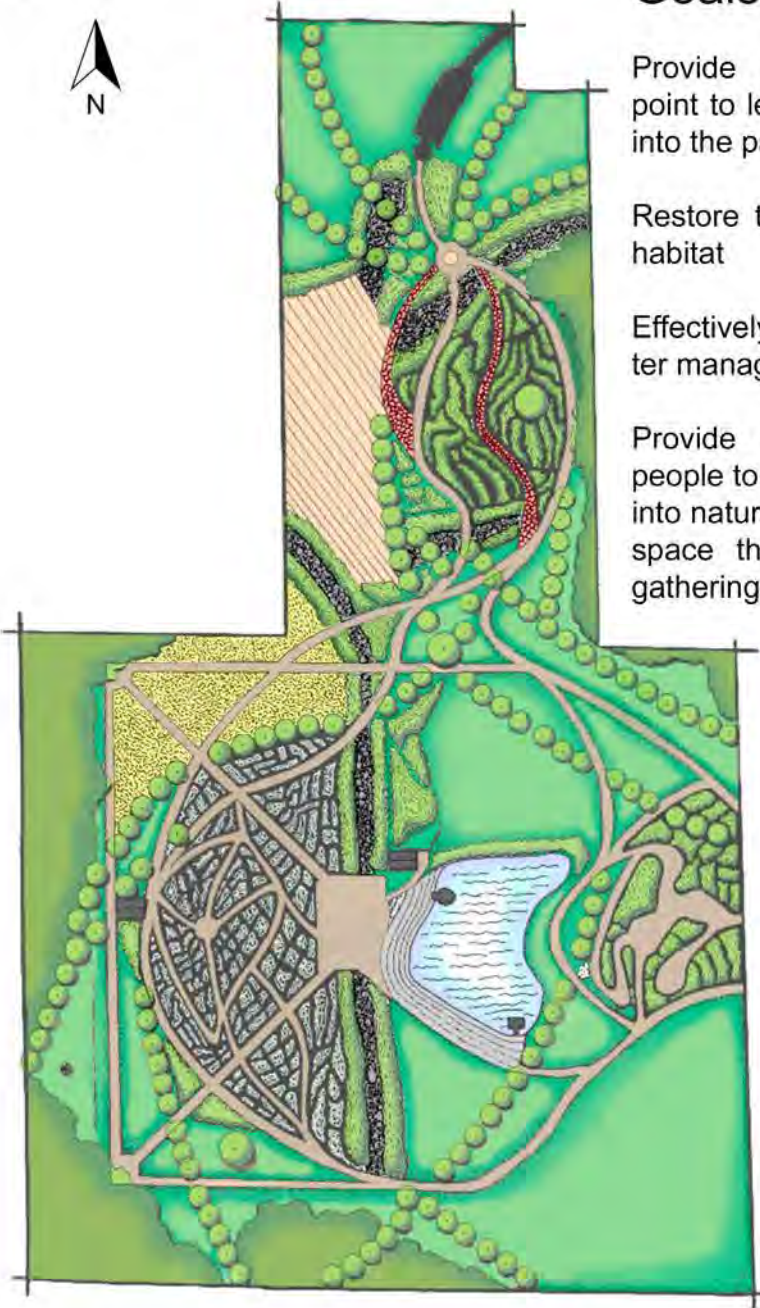 N
Provide
point to le
into the pa
Restore t
habitat
Effectively
ter manag
Provide
people to
into natur
space th
gathering